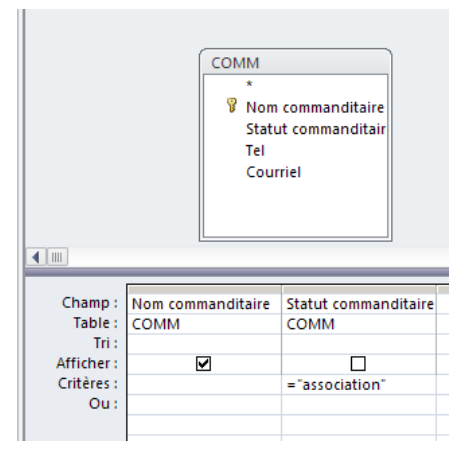 COMM
*
Nom commanditaire
Statut commanditair
Tel
Courriel
Champ : Nom commanditaire Statut commanditaire
Table : COMM COMM
Tri :
Afficher :
Critères : ="association"
Ou :